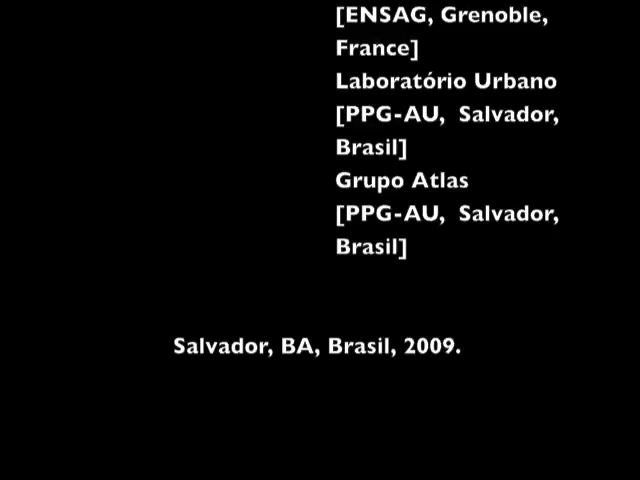 [ENSAG, Grenoble,
France]
Laboratório Urbano
[PPG-AU, Salvador,
Brasil]
Grupo Atlas
[PPG-AU, Salvador,
Brasil]
Salvador, BA, Brasil, 2009.